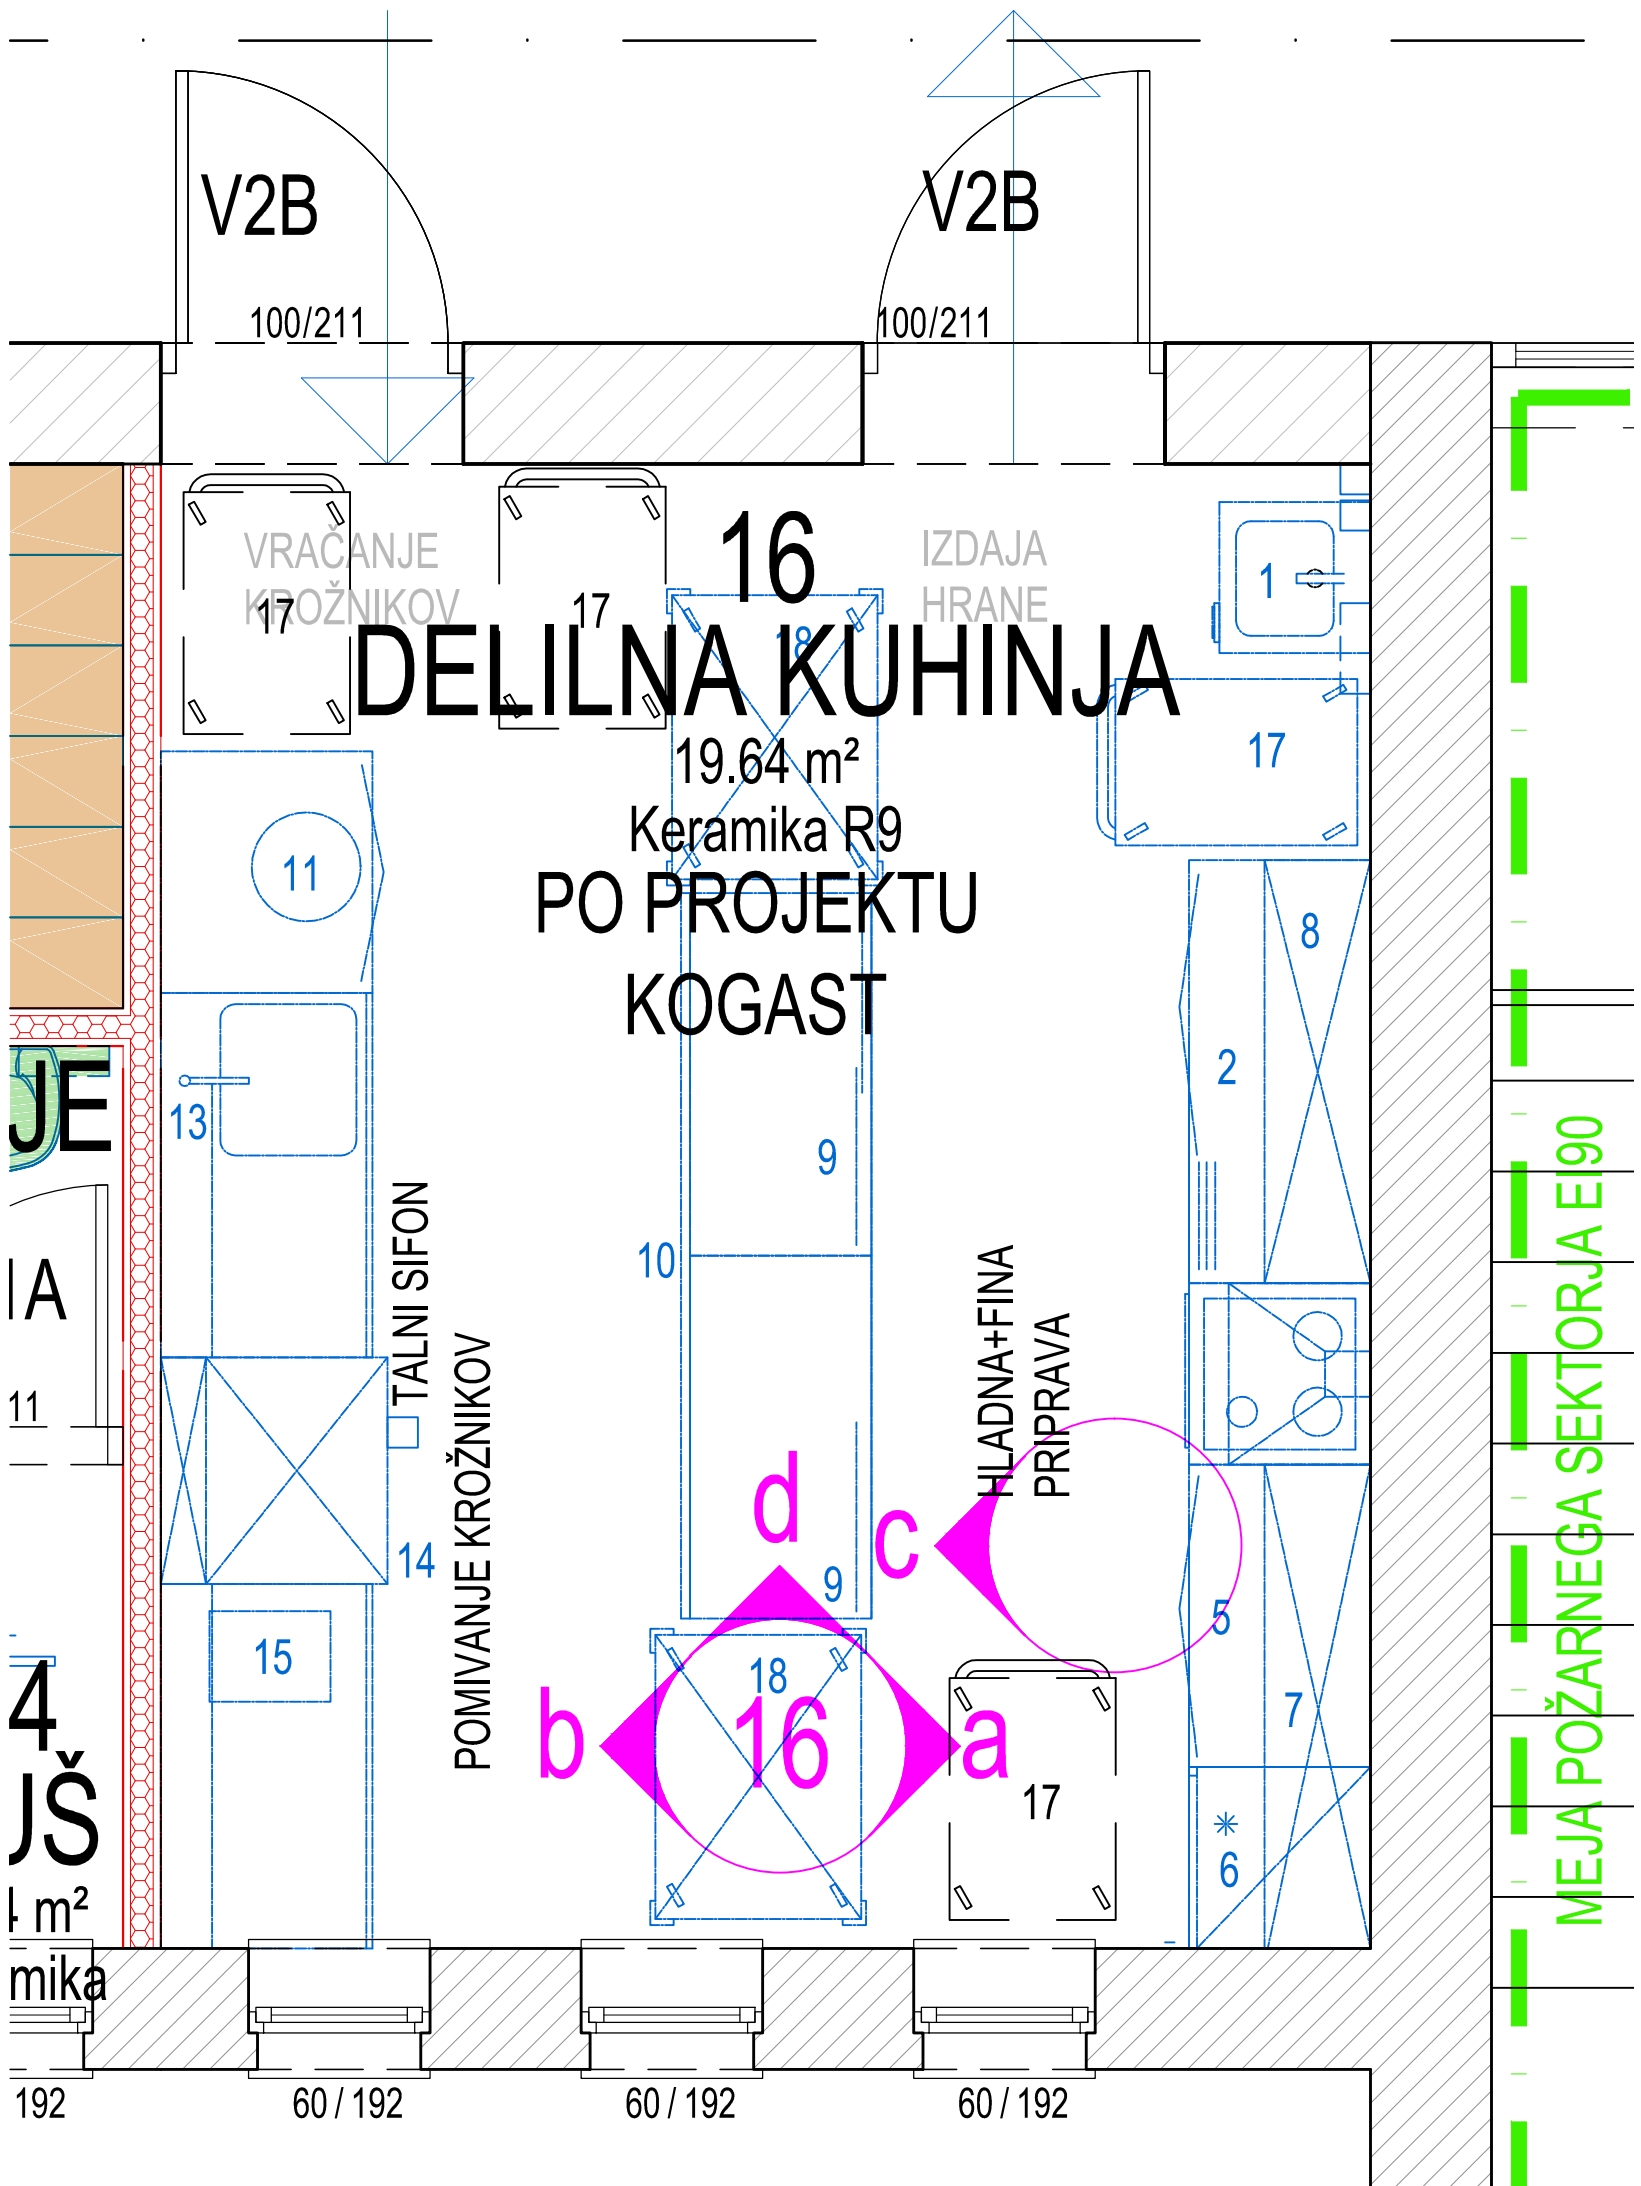 V2B
V2B
100/211
100/211
16
VRAČANJE
KROŽNIKOV
IZDAJA
HRANE
1
17
17
18
DELILNA KUHINJA
17
19.64 m²
Keramika R9
PO PROJEKTU
KOGAST
11
8
2
13
9
10
JE
TALNI SIFON
POMIVANJE KROŽNIKOV
HLADNA+FINA
PRIPRAVA
MEJA POŽARNEGA SEKTORJA EI90
11
d
c
14
9
5
15
18
7
b
16
a
17
4
UŠ
6
m²
mika
192
60 / 192
60 / 192
60 / 192